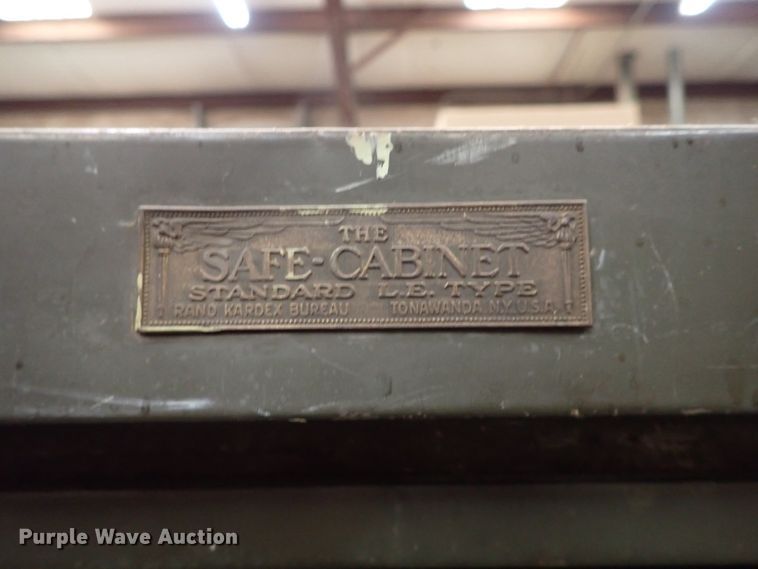 THE
SAFE-CABINET
STANDARD L.E. TYPE
RAND KARDEX BUREAU TONAWANDA, N.Y. U.S.A.
Purple Wave Auction